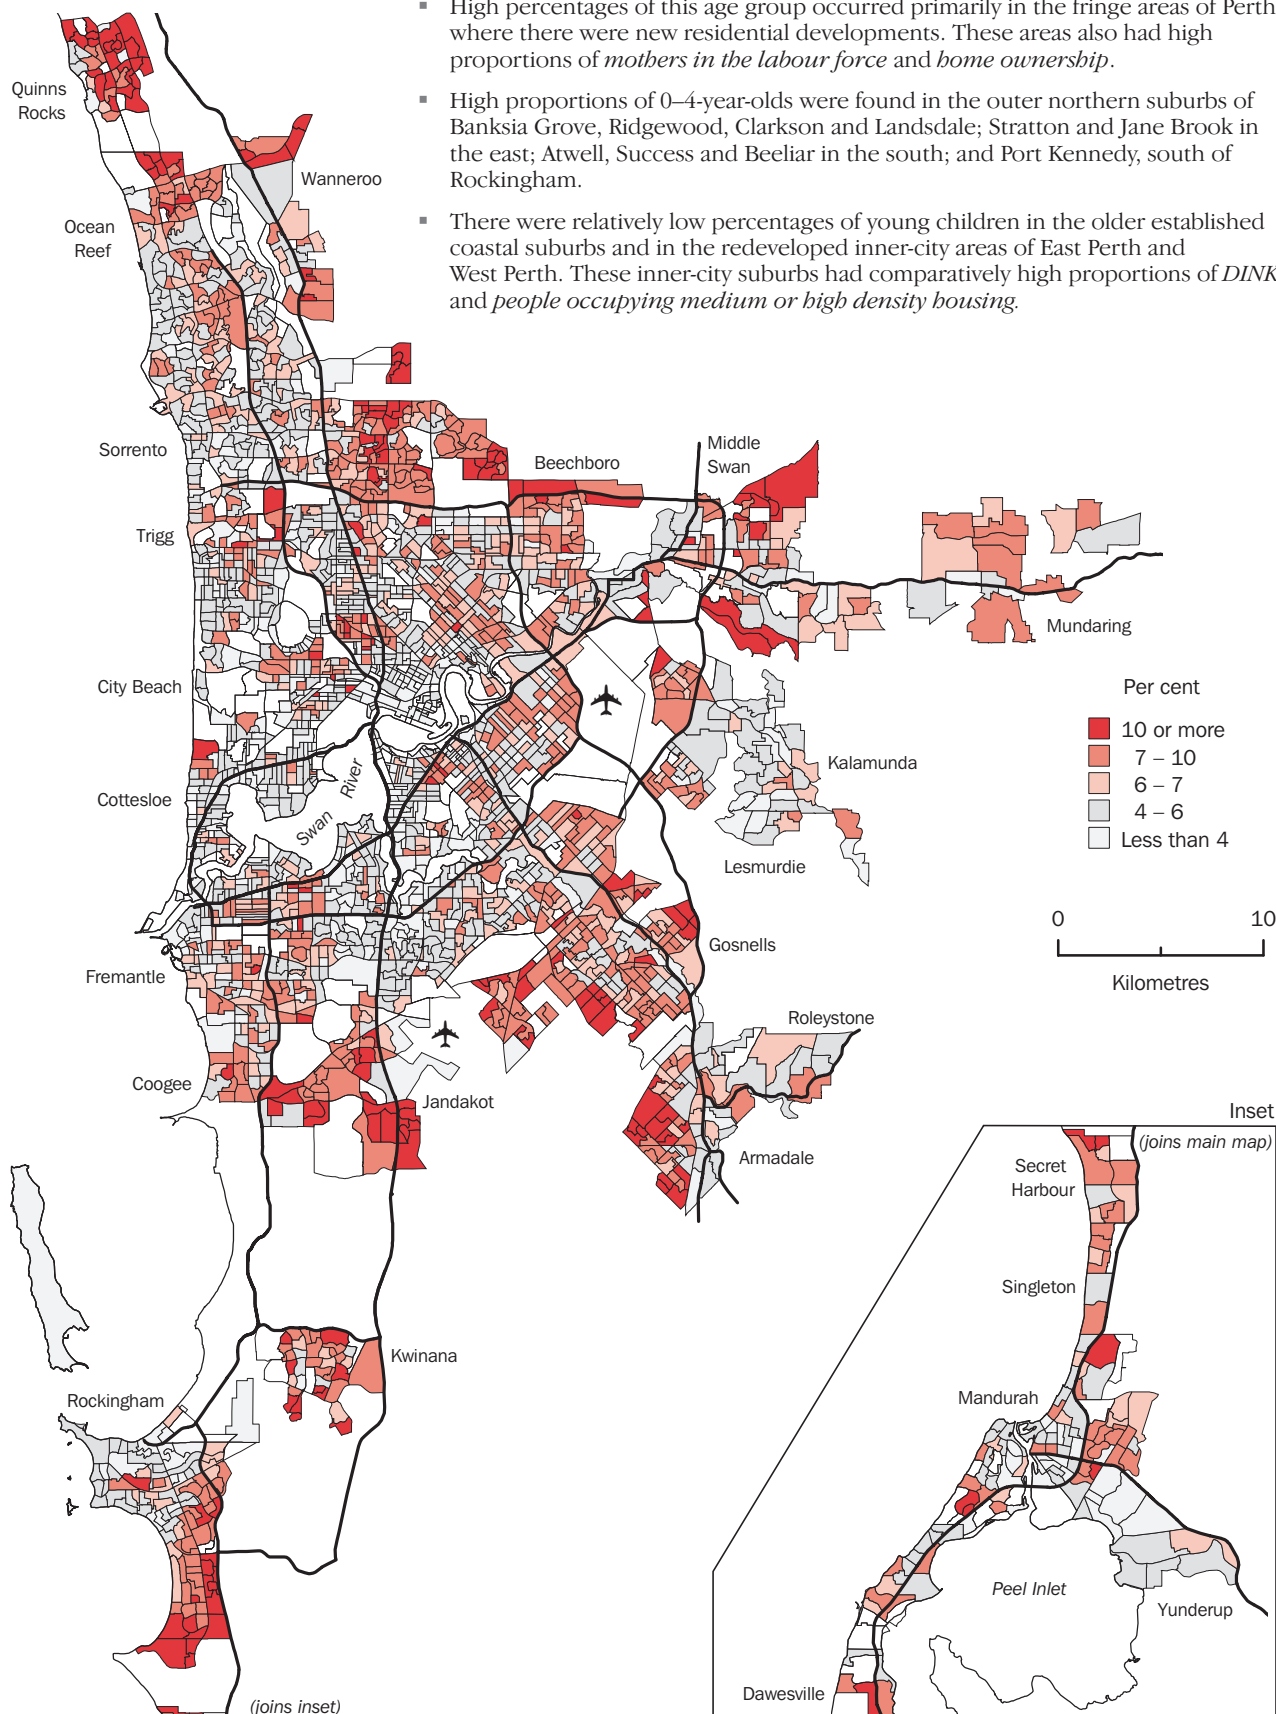 ▪ High percentages of this age group occurred primarily in the fringe areas of Perth
where there were new residential developments. These areas also had high
proportions of mothers in the labour force and home ownership.
▪ High proportions of 0–4-year-olds were found in the outer northern suburbs of
Banksia Grove, Ridgewood, Clarkson and Landsdale; Stratton and Jane Brook in
the east; Atwell, Success and Beeliar in the south; and Port Kennedy, south of
Rockingham.
▪ There were relatively low percentages of young children in the older established
coastal suburbs and in the redeveloped inner-city areas of East Perth and
West Perth. These inner-city suburbs had comparatively high proportions of DINK
and people occupying medium or high density housing.
Quinns
Rocks
Wanneroo
Ocean
Reef
Sorrento
Beechboro
Middle
Swan
Trigg
Mundaring
City Beach
Per cent
10 or more
7 – 10
6 – 7
4 – 6
Less than 4
Kalamunda
Cottesloe
Swan River
Lesmurdie
0 10
Kilometres
Gosnells
Fremantle
Roleystone
Coogee
Jandakot
Armadale
Inset
(joins main map)
Secret
Harbour
Singleton
Kwinana
Rockingham
Mandurah
Peel Inlet
Yunderup
Dawesville
(joins inset)